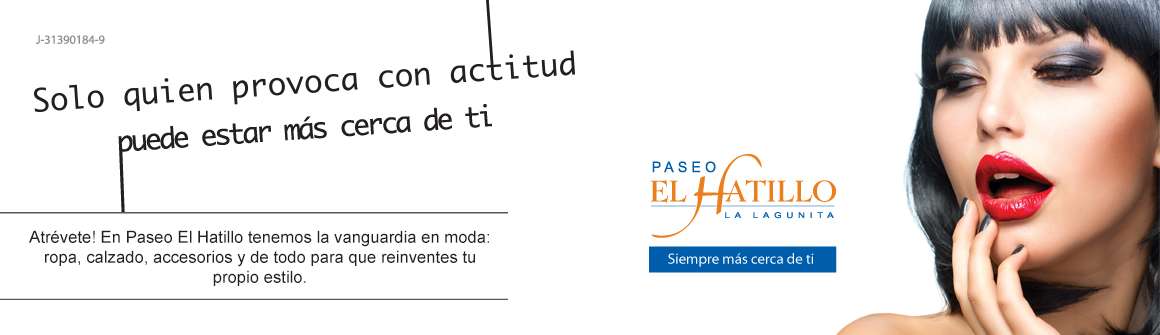 J-31390184-9
Solo quien provoca con actitud
puede estar más cerca de ti
Atrévete! En Paseo El Hatillo tenemos la vanguardia en moda:
ropa, calzado, accesorios y de todo para que reinventes tu
propio estilo.
PASEO
EL HATILLO
LA LAGUNITA
Siempre más cerca de ti